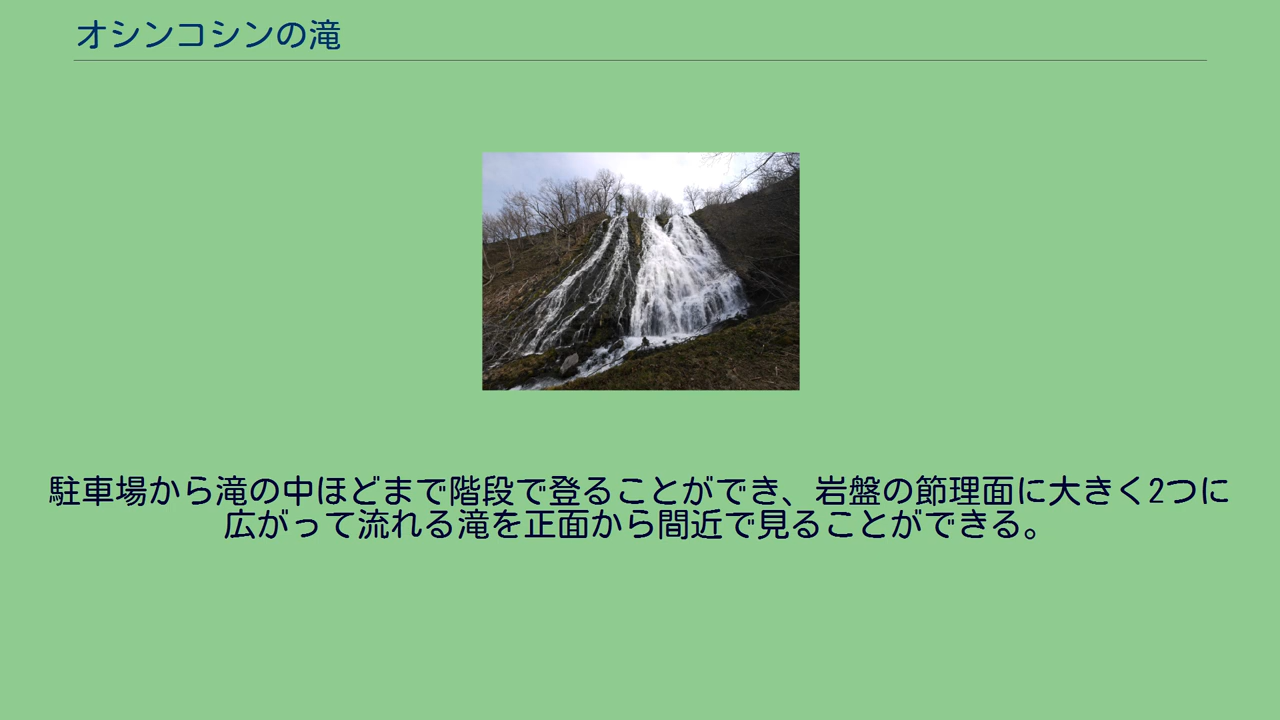 オシンコシンの滝
駐車場から滝の中ほどまで階段で登ることができ、岩盤の節理面に大きく2つに
広がって流れる滝を正面から間近で見ることができる。